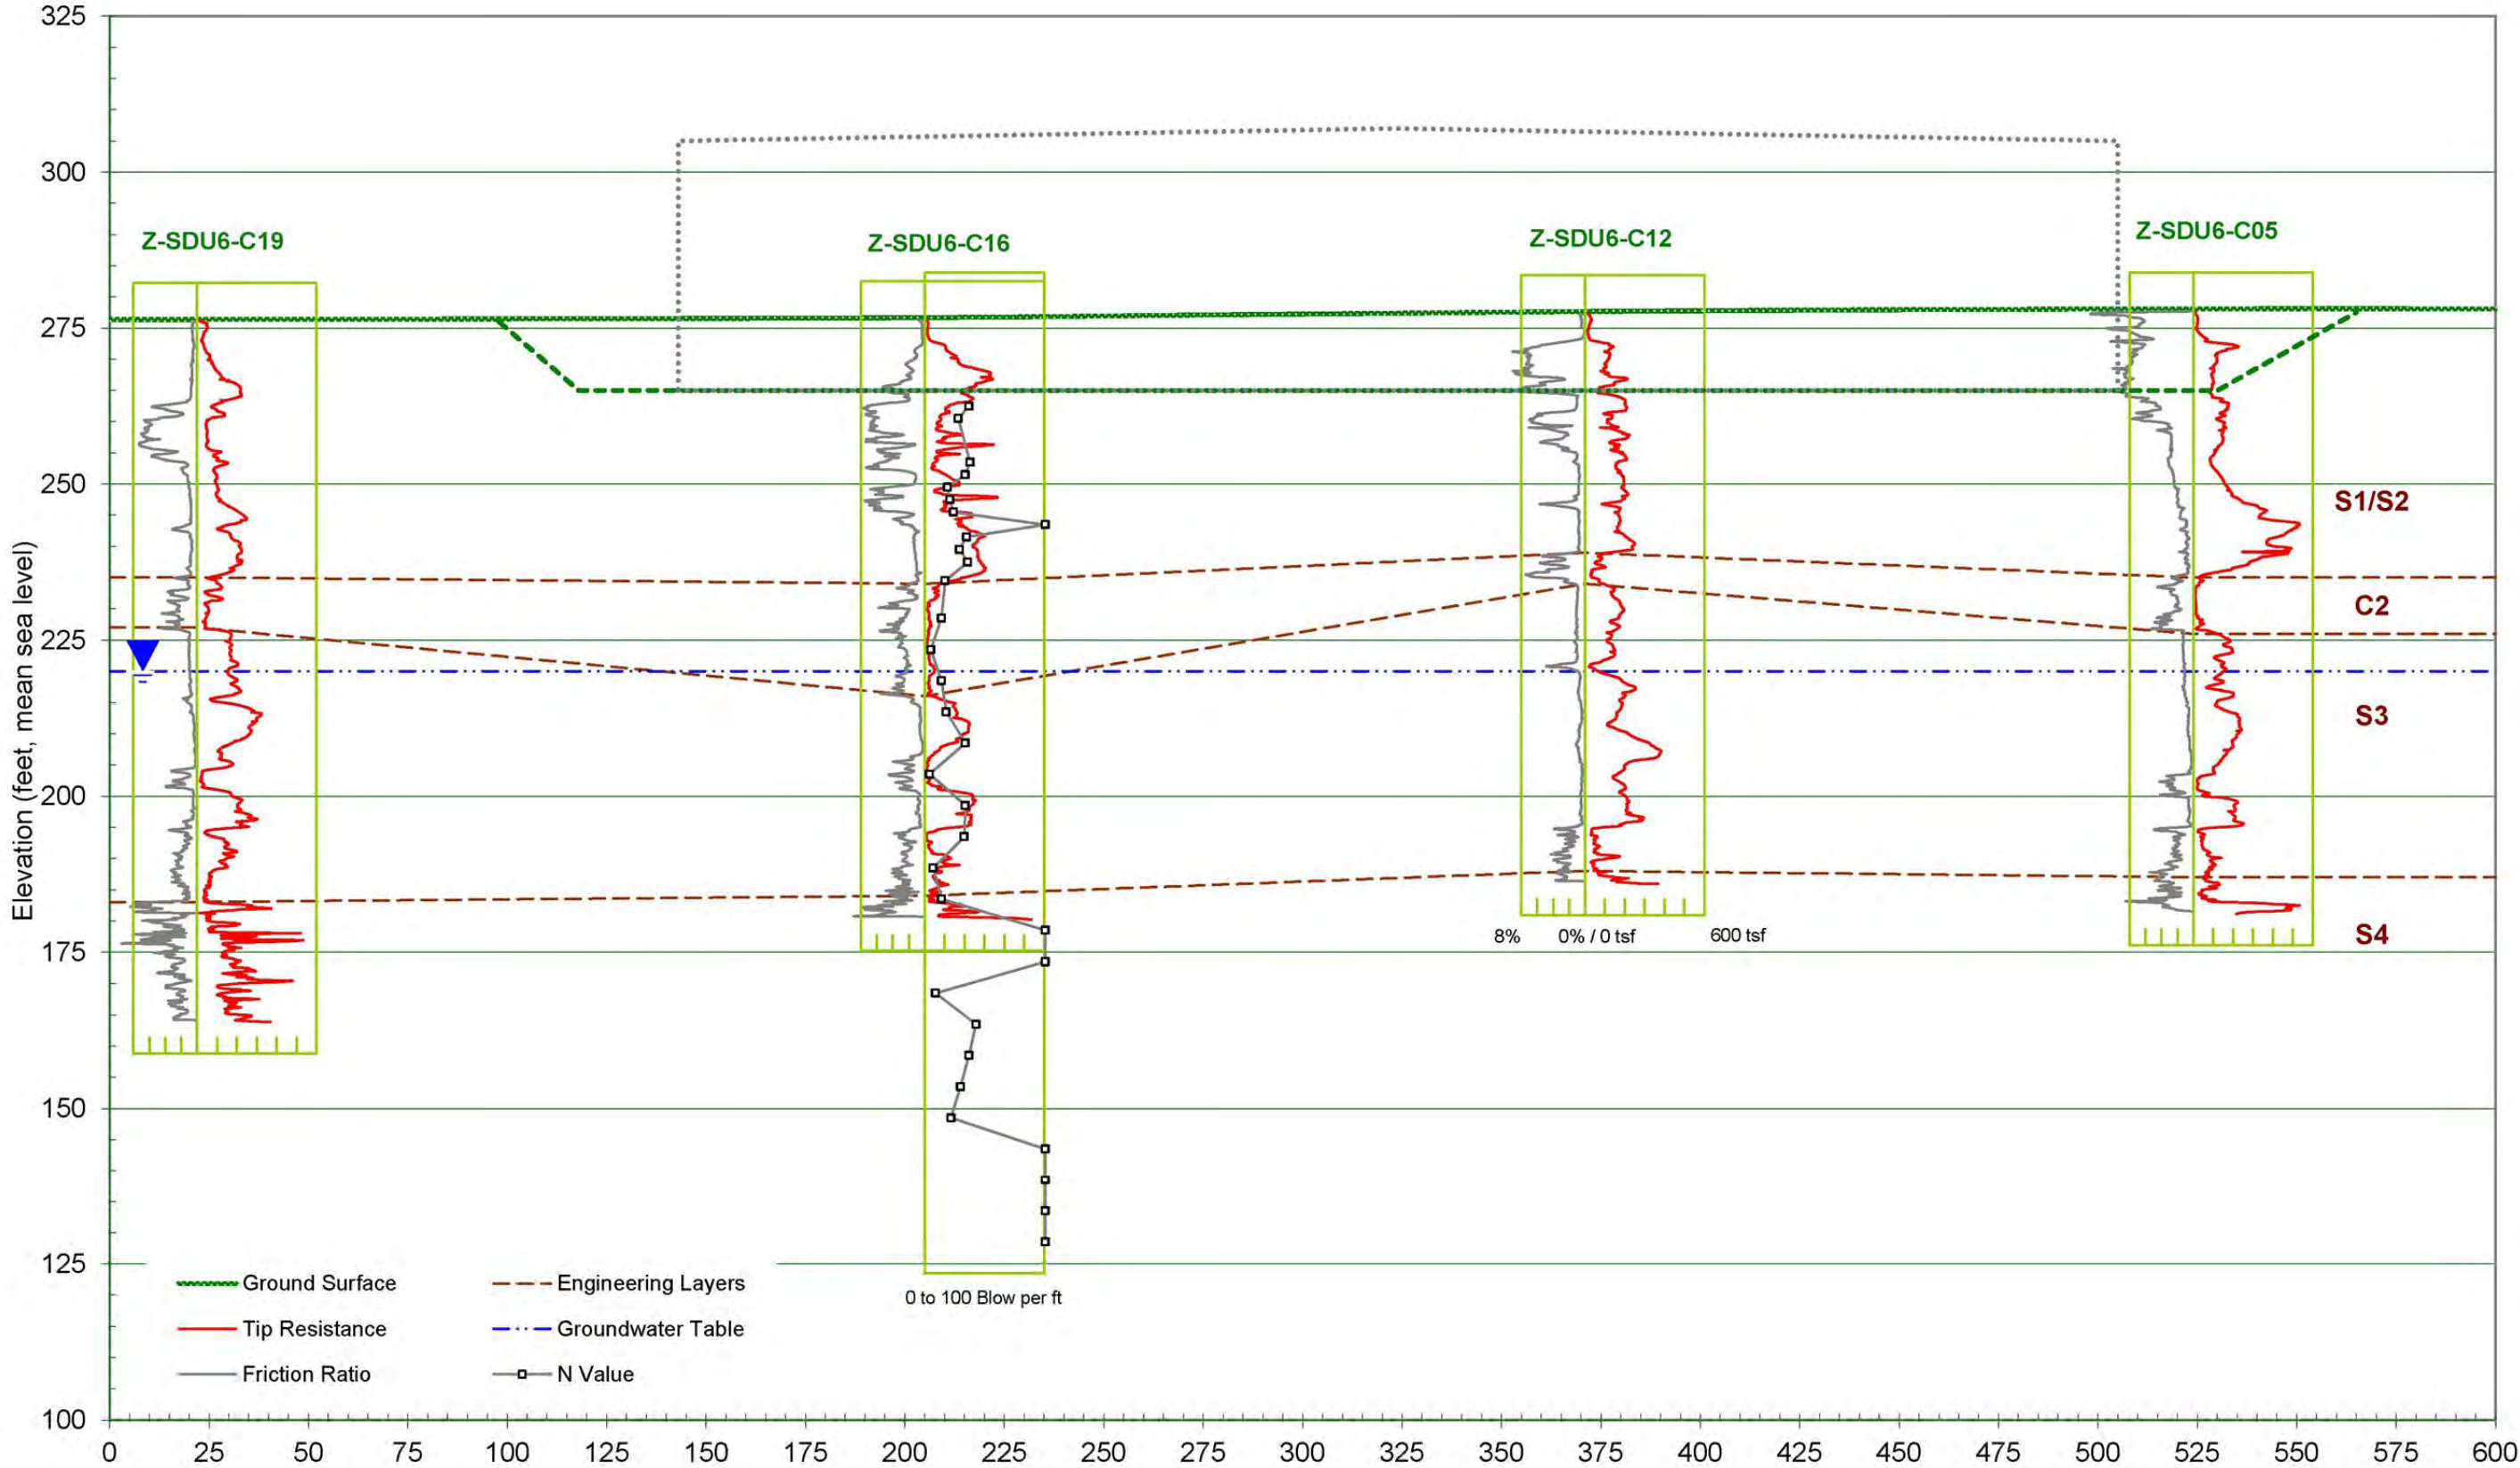 325
300
275
250
225
200
175
150
125
100
Elevation (feet, mean sea level)
Z-SDU6-C19
Z-SDU6-C16
Z-SDU6-C12
Z-SDU6-C05
S1/S2
C2
S3
S4
8% 0% / 0 tsf 600 tsf
0 to 100 Blow per ft
Ground Surface Engineering Layers
Tip Resistance Groundwater Table
Friction Ratio N Value
0 25 50 75 100 125 150 175 200 225 250 275 300 325 350 375 400 425 450 475 500 525 550 575 600